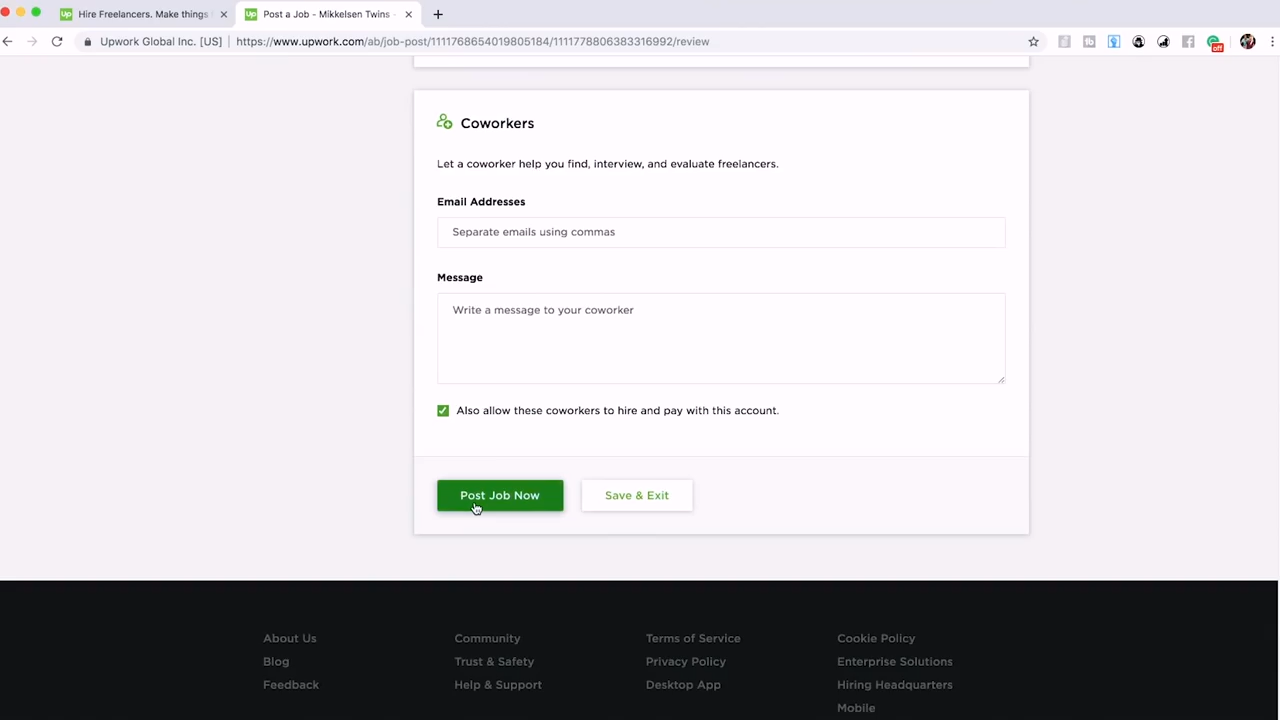 Up Hire Freelancers. Make things
Up Post a Job - Mikkelsen Twins -
Upwork Global Inc. [US] https://www.upwork.com/ab/job-post/1111768654019805184/1111778806383316992/review
off
Coworkers
Let a coworker help you find, interview, and evaluate freelancers.
Email Addresses
Separate emails using commas
Message
Write a message to your coworker
Also allow these coworkers to hire and pay with this account.
Post Job Now Save & Exit
About Us Community Terms of Service Cookie Policy
Blog Trust & Safety Privacy Policy Enterprise Solutions
Feedback Help & Support Desktop App Hiring Headquarters
Mobile